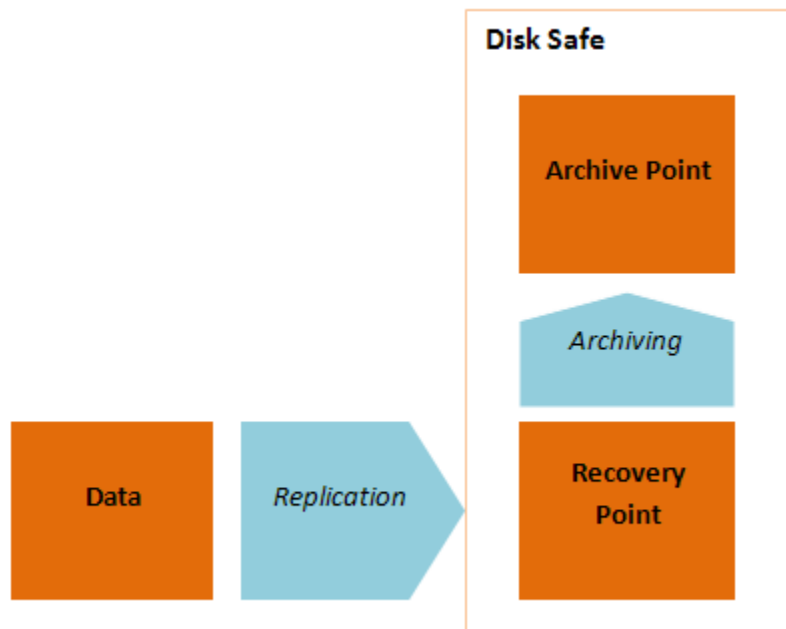 Disk Safe
Archive Point
Archiving
Data
Replication
Recovery
Point